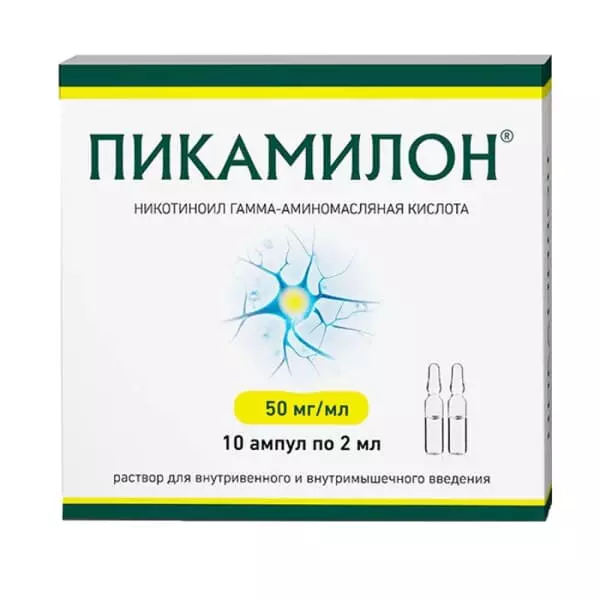 ПИКАМИЛОН®
НИКОТИНОИЛ ГАММА-АМИНОМАСЛЯНАЯ КИСЛОТА
50 мг/мл
10 ампул по 2 мл
раствор для внутривенного и внутримышечного введения